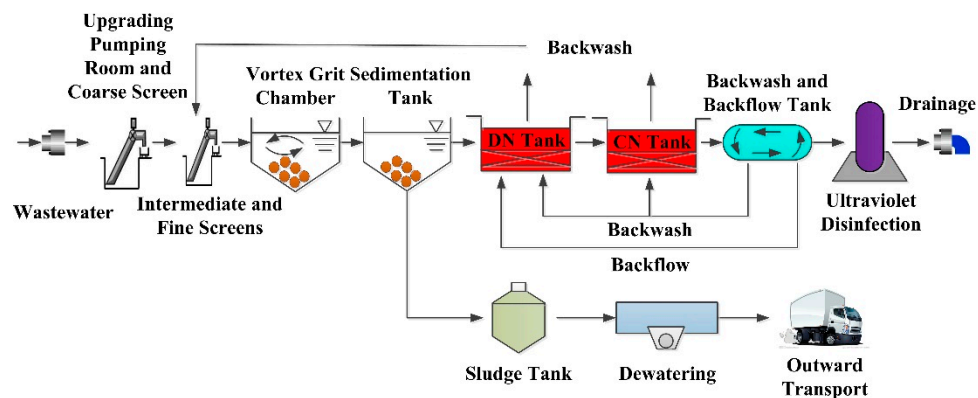 Upgrading
Pumping
Room and
Coarse Screen
Backwash
Vortex Grit
Chamber
Sedimentation
Tank
Backwash and
Backflow Tank
Drainage
DN Tank
CN Tank
Wastewater
Intermediate and
Fine Screens
Ultraviolet
Disinfection
Backwash
Backflow
Sludge Tank
Dewatering
Outward
Transport